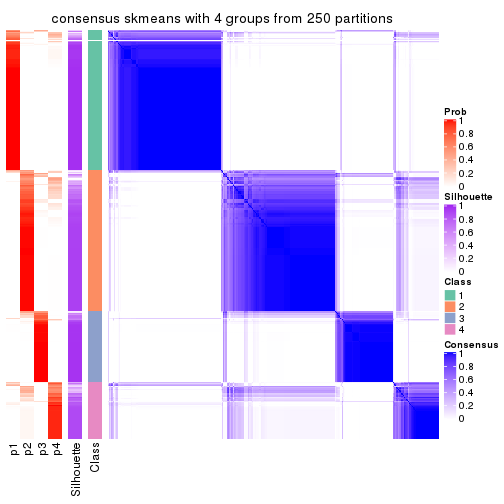 consensus skmeans with 4 groups from 250 partitions
Prob
1
0.8
0.6
0.4
0.2
0
Silhouette
1
0.8
0.6
0.4
0.2
0
Class
1
2
3
4
Consensus
1
0.8
0.6
0.4
0.2
0
p1
p2
p3
p4
Silhouette
Class